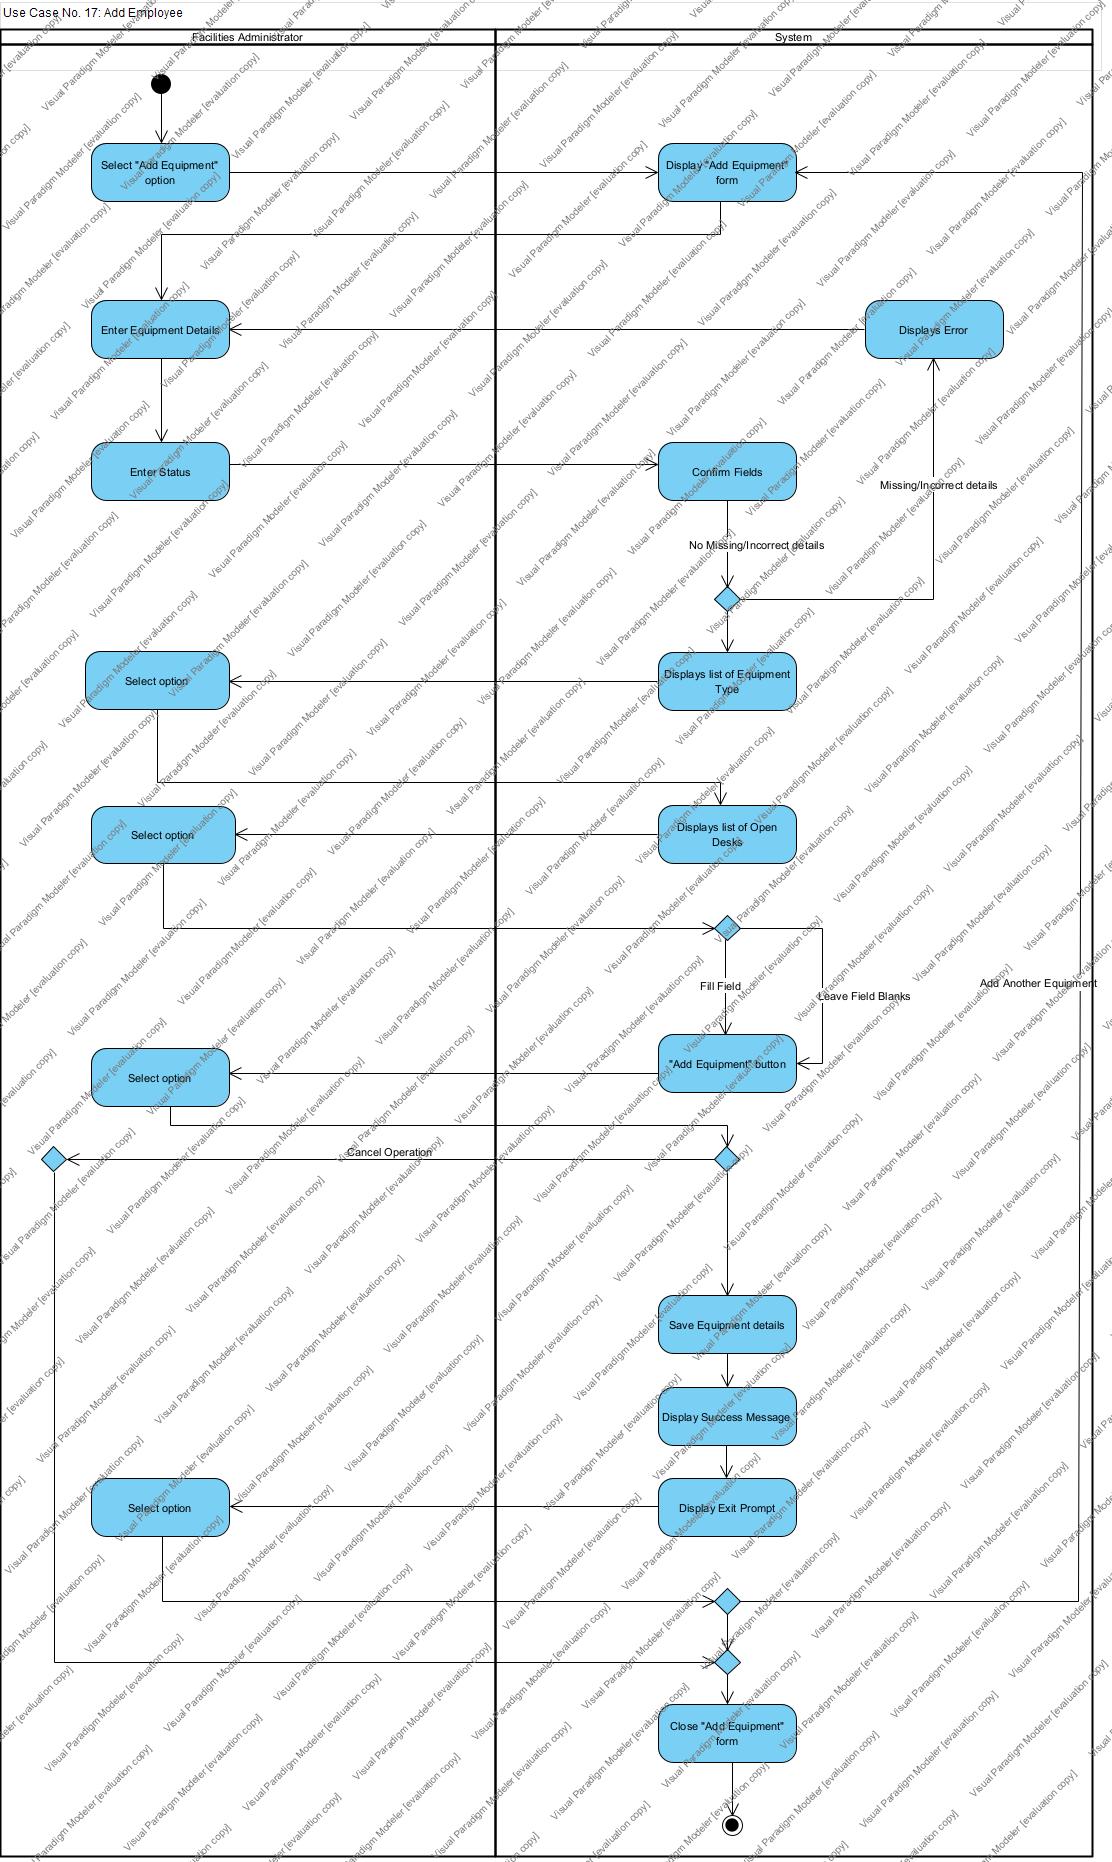 Use Case No. 17: Add Employee
Facilities Administrator
System
Select "Add Equipment"
option
Display "Add Equipment"
form
Enter Equipment Details
Displays Error
Enter Status
Confirm Fields
Missing/Incorrect details
No Missing/Incorrect details
Select option
Displays list of Equipment
Type
Select option
Displays list of Open
Desks
Fill Field
Leave Field Blanks
Add Another Equipment
Select option
"Add Equipment" button
Cancel Operation
Save Equipment details
Display Success Message
Select option
Display Exit Prompt
Close "Add Equipment"
form
Visual Paradigm Modeler [evaluation copy]